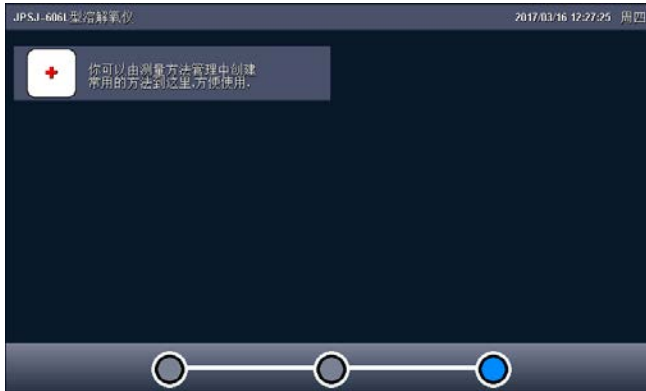 JPSJ-606L型溶解氧仪
2017/03/16 12:27:25 周四
你可以由测量方法管理中创建
常用的方法到这里,方便使用.